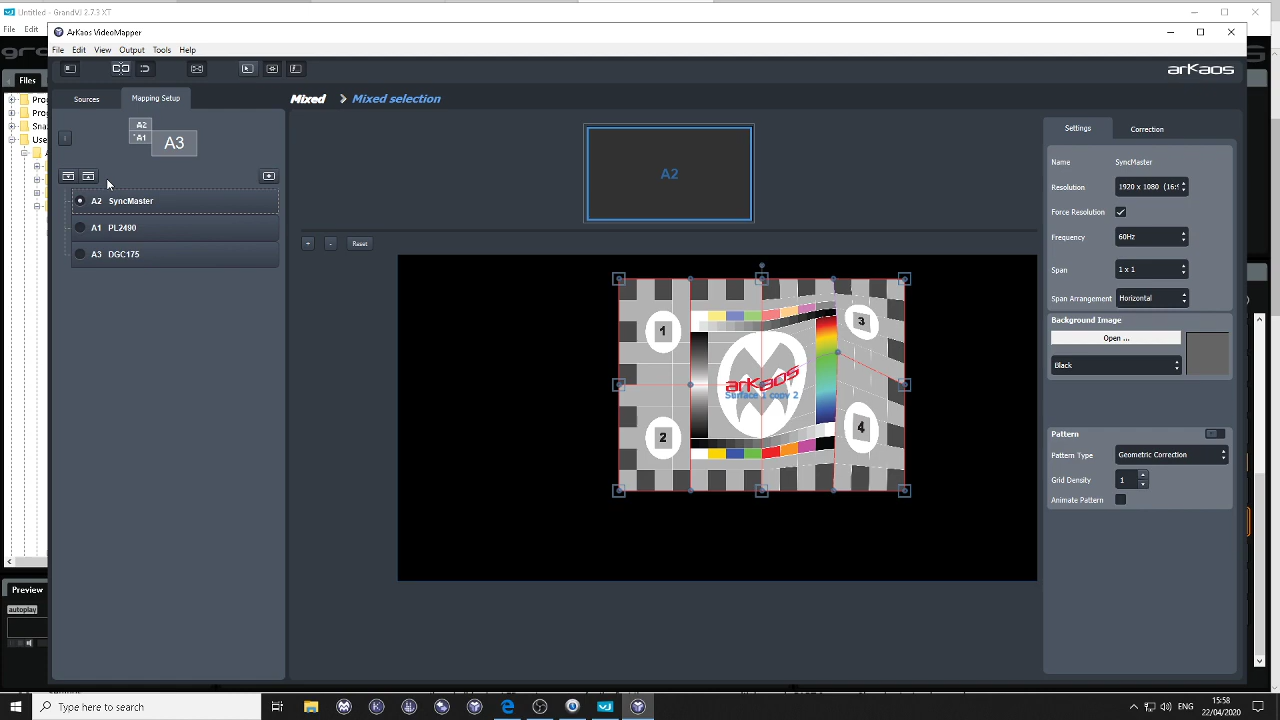 Untitled - GrandVJ 2.7.3 XT
File
Edit
ArKaos VideoMapper
File
Edit
View
Output
Tools
Help
Files
Sources
Mapping Setup
A2
*A1
A3
A2 SyncMaster
A1 PL2480
A3 DGC175
Mixed
Mixed selection
arkaos
A2
+
-
Reset
1
3
arkaos
Surface 1 copy 2
2
4
Settings
Correction
Name
SyncMaster
Resolution
1920 x 1080
Force Resolution
Frequency
60Hz
Span
1 x 1
Span Arrangement
Horizontal
Background Image
Open ...
Black
Pattern
Pattern Type
Geometric Correction
Grid Density
1
Animate Pattern
Preview
autoplay
Type here to search
ENG
15:58
22/04/2020